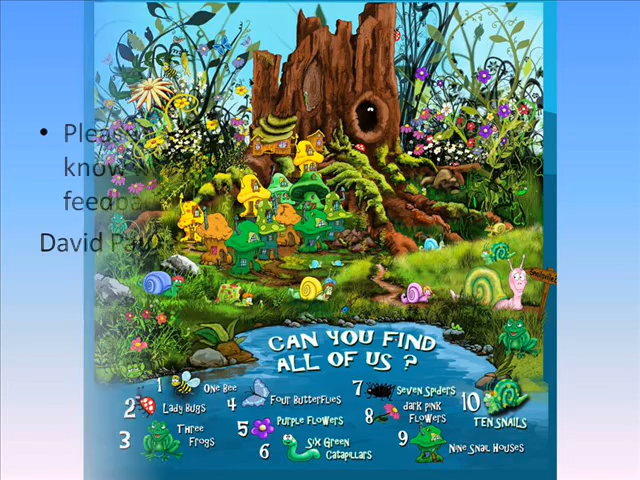 know
David Pa
CAN YOU FIND
ALL OF US ?
1 ONE BEE
2 LADY BUGS
3 THREE
FROGS
4 FOUR BUTTERFLIES
5 PURPLE FLOWERS
6 SIX GREEN
CATAPILLARS
7 SEVEN SPIDERS
8 DARK PINK
FLOWERS
9 NINE SNAIL HOUSES
10
TEN SNAILS